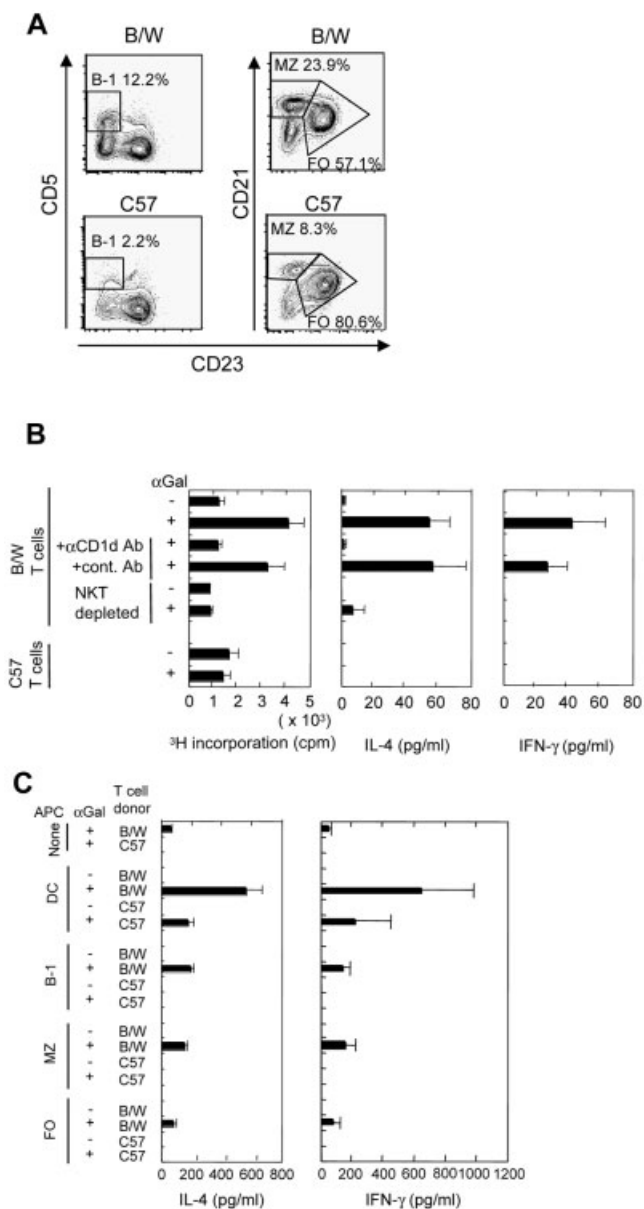 A
B/W
B/W
B-1 12.2%
MZ 23.9%
FO 57.1%
CD5
CD21
C57
C57
B-1 2.2%
MZ 8.3%
FO 80.6%
CD23
B
αGal
B/W T cells
-
+
+αCD1d Ab +
+cont. Ab +
NKT depleted
-
+
C57 T cells
-
+
0 1 2 3 4 5
( x 10³)
³H incorporation (cpm)
0 20 40 60 80
IL-4 (pg/ml)
0 20 40 60 80
IFN-γ (pg/ml)
C
APC αGal T cell donor
None
+ B/W
+ C57
DC
- B/W
+ B/W
- C57
+ C57
B-1
- B/W
+ B/W
- C57
+ C57
MZ
- B/W
+ B/W
- C57
+ C57
FO
- B/W
+ B/W
- C57
+ C57
0 200 400 600 800
IL-4 (pg/ml)
0 200 400 600 800 1000 1200
IFN-γ (pg/ml)